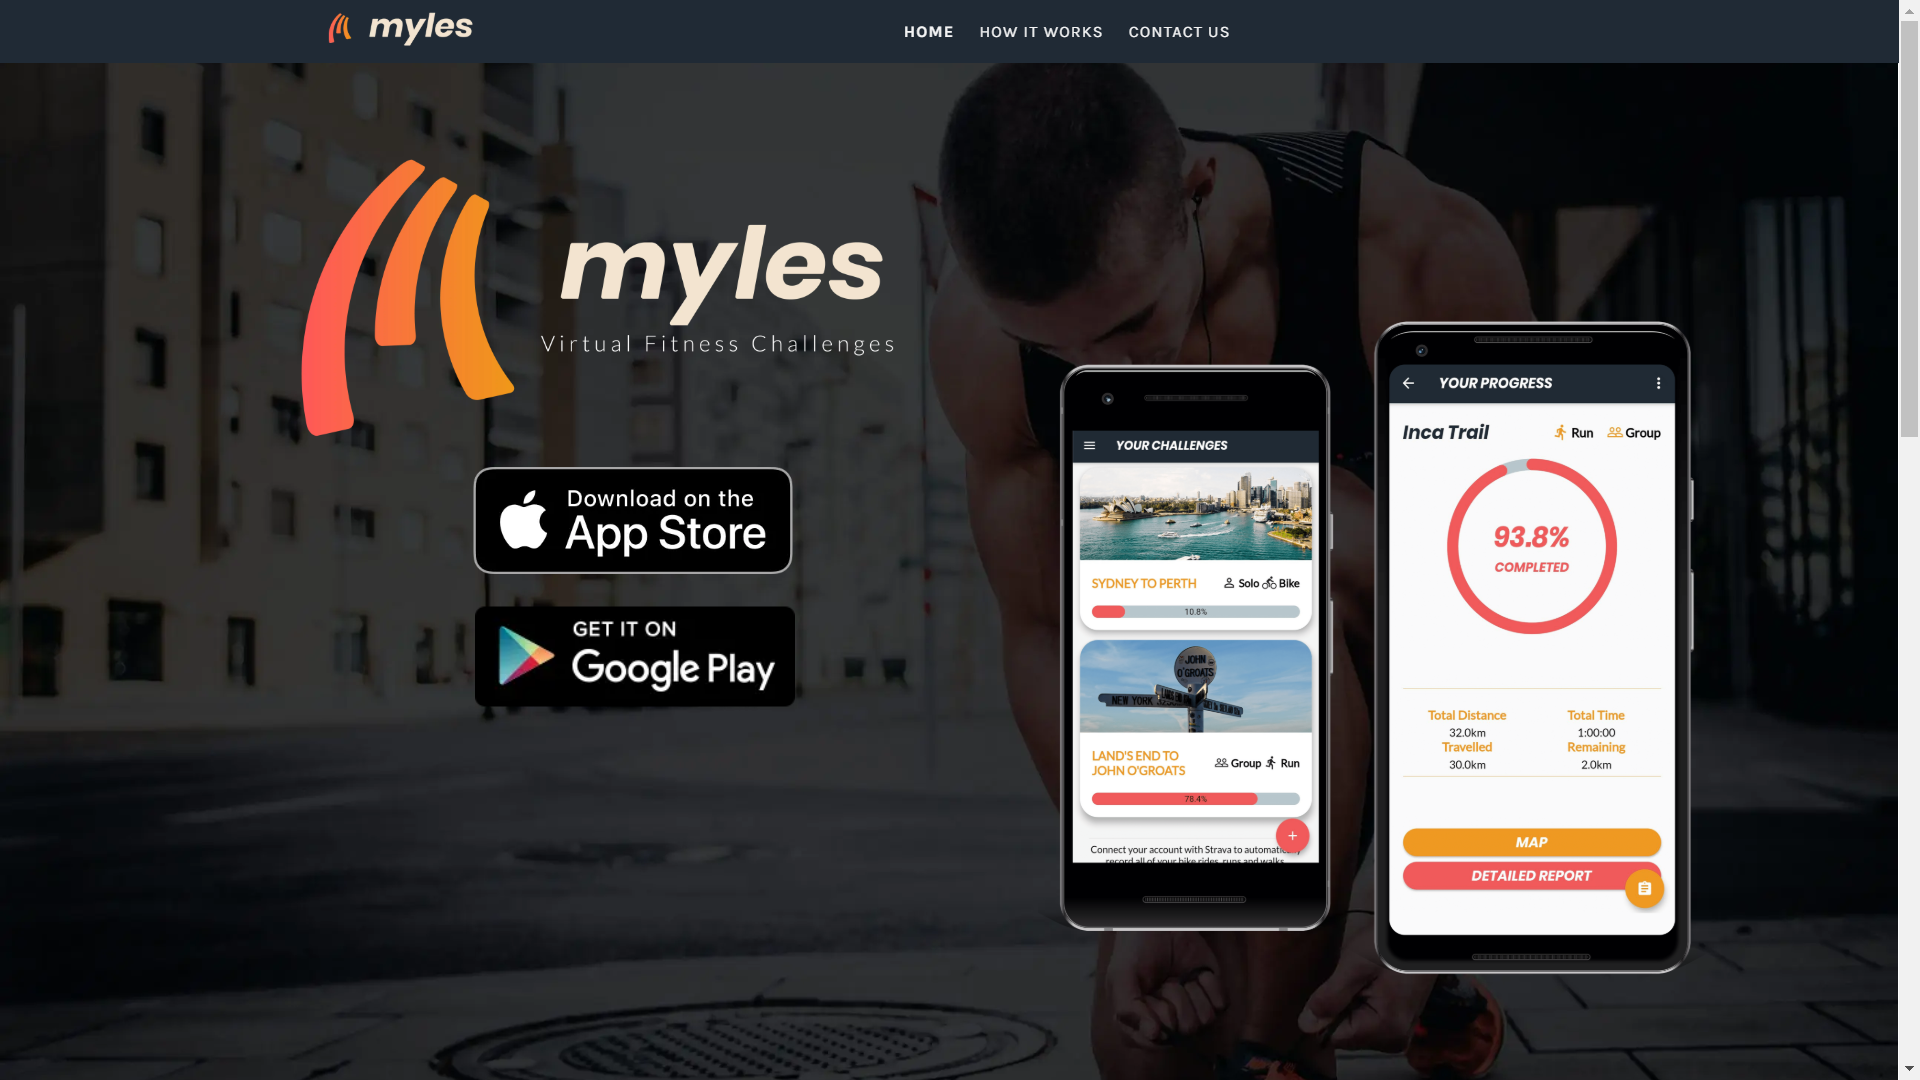 myles
HOME
HOW IT WORKS
CONTACT US
myles
Virtual Fitness Challenges
Download on the
App Store
GET IT ON
Google Play
YOUR CHALLENGES
SYDNEY TO PERTH
Solo
Bike
10.8%
JOHN
O'GROATS
NEW YORK
LAND'S END TO
JOHN O'GROATS
Group
Run
78.4%
+
Connect your account with Strava to
record all of your bike rides, runs and walks
YOUR PROGRESS
Inca Trail
Run
Group
93.8%
COMPLETED
Total Distance
Total Time
32.0km
1:00:00
Travelled
Remaining
30.0km
2.0km
MAP
DETAILED REPORT